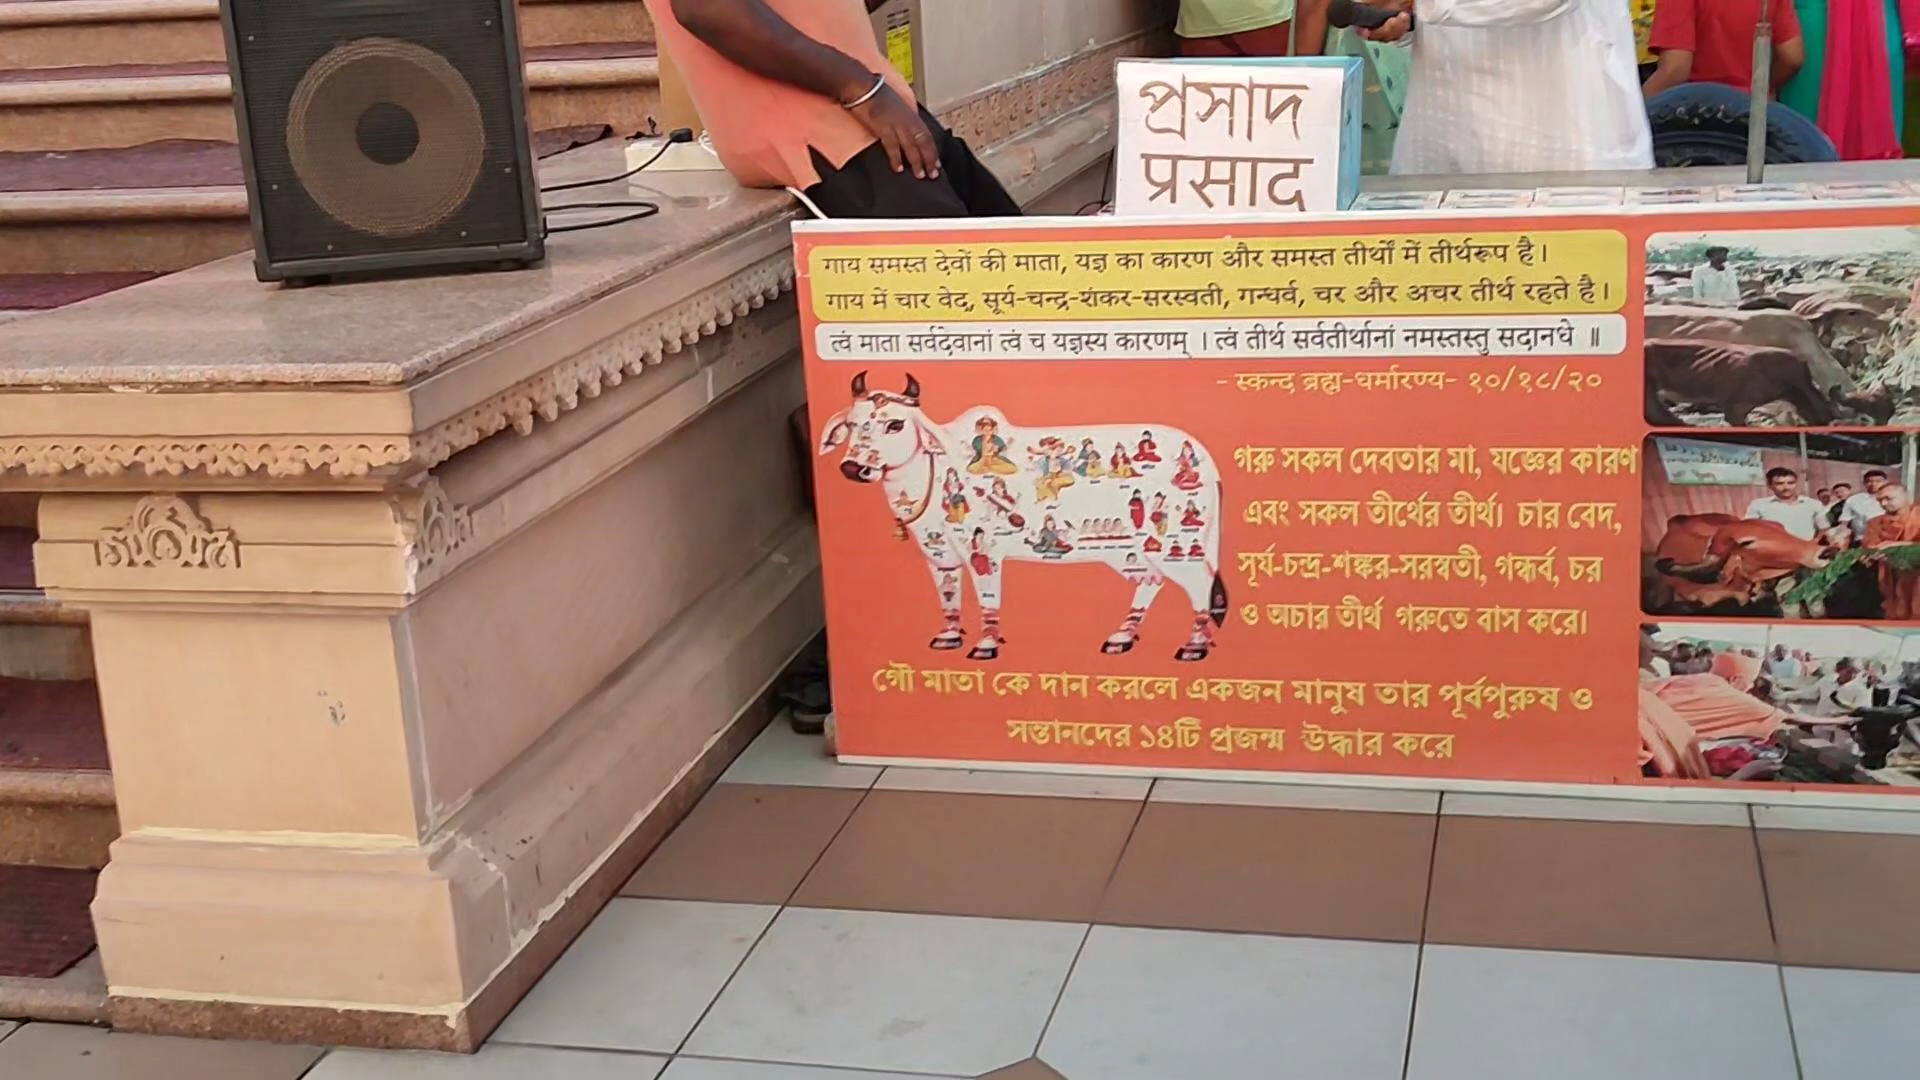 प्रसाद
प्रसाद
गाय समस्त देवों की माता, यज्ञ का कारण और समस्त तीर्थों में तीर्थरूप है।
गाय में चार वेद, सूर्य-चन्द्र-शंकर-सरस्वती, गन्धर्व, चर और अचर तीर्थ रहते है।
त्वं माता सर्वदेवानां त्वं च यज्ञस्य कारणम् । त्वं तीर्थ सर्वतीर्थानां नमस्तस्तु सदानधे ॥
- स्कन्द ब्रह्म-धर्मारण्य- १०/१८/२०
গরু সকল দেবতার মা, যজ্ঞের কারণ
এবং সকল তীর্থের তীর্থ। চার বেদ,
সূর্য-চন্দ্র-শঙ্কর-সরস্বতী, গন্ধর্ব, চর
ও অচার তীর্থ গরুতে বাস করে।
গৌ মাতা কে দান করলে একজন মানুষ তার পূর্বপুরুষ ও
সন্তানদের ১৪টি প্রজন্ম উদ্ধার করে